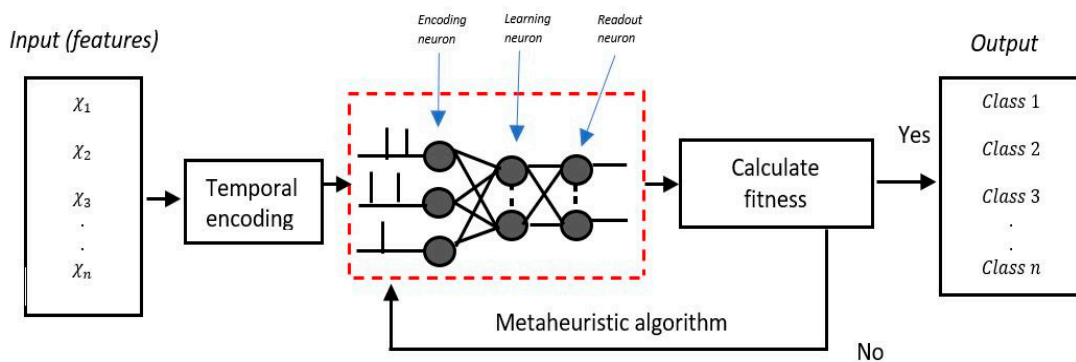 Input (features)
χ₁
χ₂
χ₃
.
.
χₙ
Temporal
encoding
Encoding
neuron
Learning
neuron
Readout
neuron
Calculate
fitness
Yes
Metaheuristic algorithm
No
Output
Class 1
Class 2
Class 3
.
.
Class n